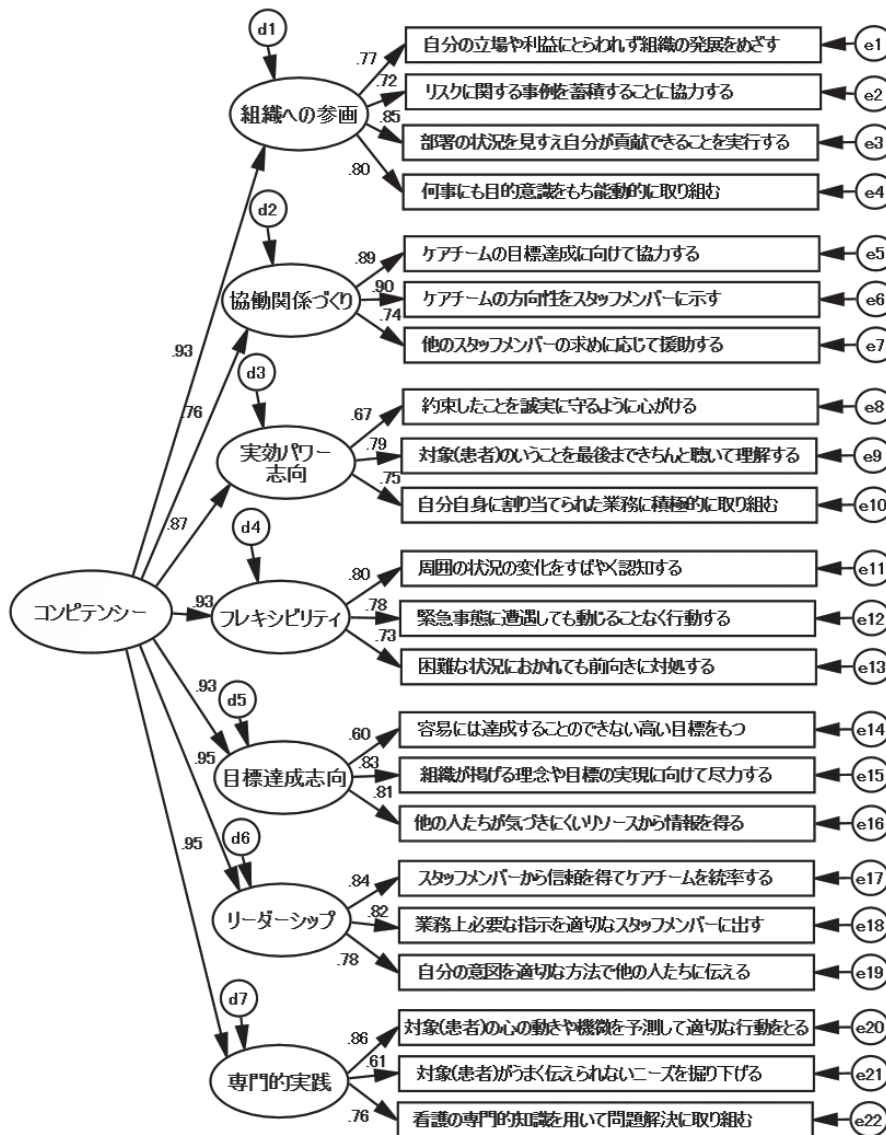 d1
自分の立場や利益にとらわれず組織の発展をめざす
e1
.77
組織への参画
.72
リスクに関する事例を蓄積することに協力する
e2
.85
部署の状況を見すえ自分が貢献できることを実行する
e3
.80
何事にも目的意識をもち能動的に取り組む
e4
d2
協働関係づくり
.89
ケアチームの目標達成に向けて協力する
e5
.90
ケアチームの方向性をスタッフメンバーに示す
e6
.74
他のスタッフメンバーの求めに応じて援助する
e7
.93
.76
d3
実効パワー
志向
.67
約束したことを誠実に守るように心がける
e8
.79
対象(患者)のいうことを最後まできちんと聴いて理解する
e9
.75
自分自身に割り当てられた業務に積極的に取り組む
e10
.87
d4
コンピテンシー
.93
フレキシビリティ
.80
周囲の状況の変化をすばやく認知する
e11
.78
緊急事態に遭遇しても動じることなく行動する
e12
.73
困難な状況におかれても前向きに対処する
e13
.93
d5
目標達成志向
.60
容易には達成することのできない高い目標をもつ
e14
.83
組織が掲げる理念や目標の実現に向けて尽力する
e15
.81
他の人たちが気づきにくいリソースから情報を得る
e16
.95
d6
リーダーシップ
.84
スタッフメンバーから信頼を得てケアチームを統率する
e17
.82
業務上必要な指示を適切なスタッフメンバーに出す
e18
.78
自分の意図を適切な方法で他の人たちに伝える
e19
.95
d7
専門的実践
.86
対象(患者)の心の動きや機微を予測して適切な行動をとる
e20
.61
対象(患者)がうまく伝えられないニーズを掘り下げる
e21
.76
看護の専門的知識を用いて問題解決に取り組む
e22